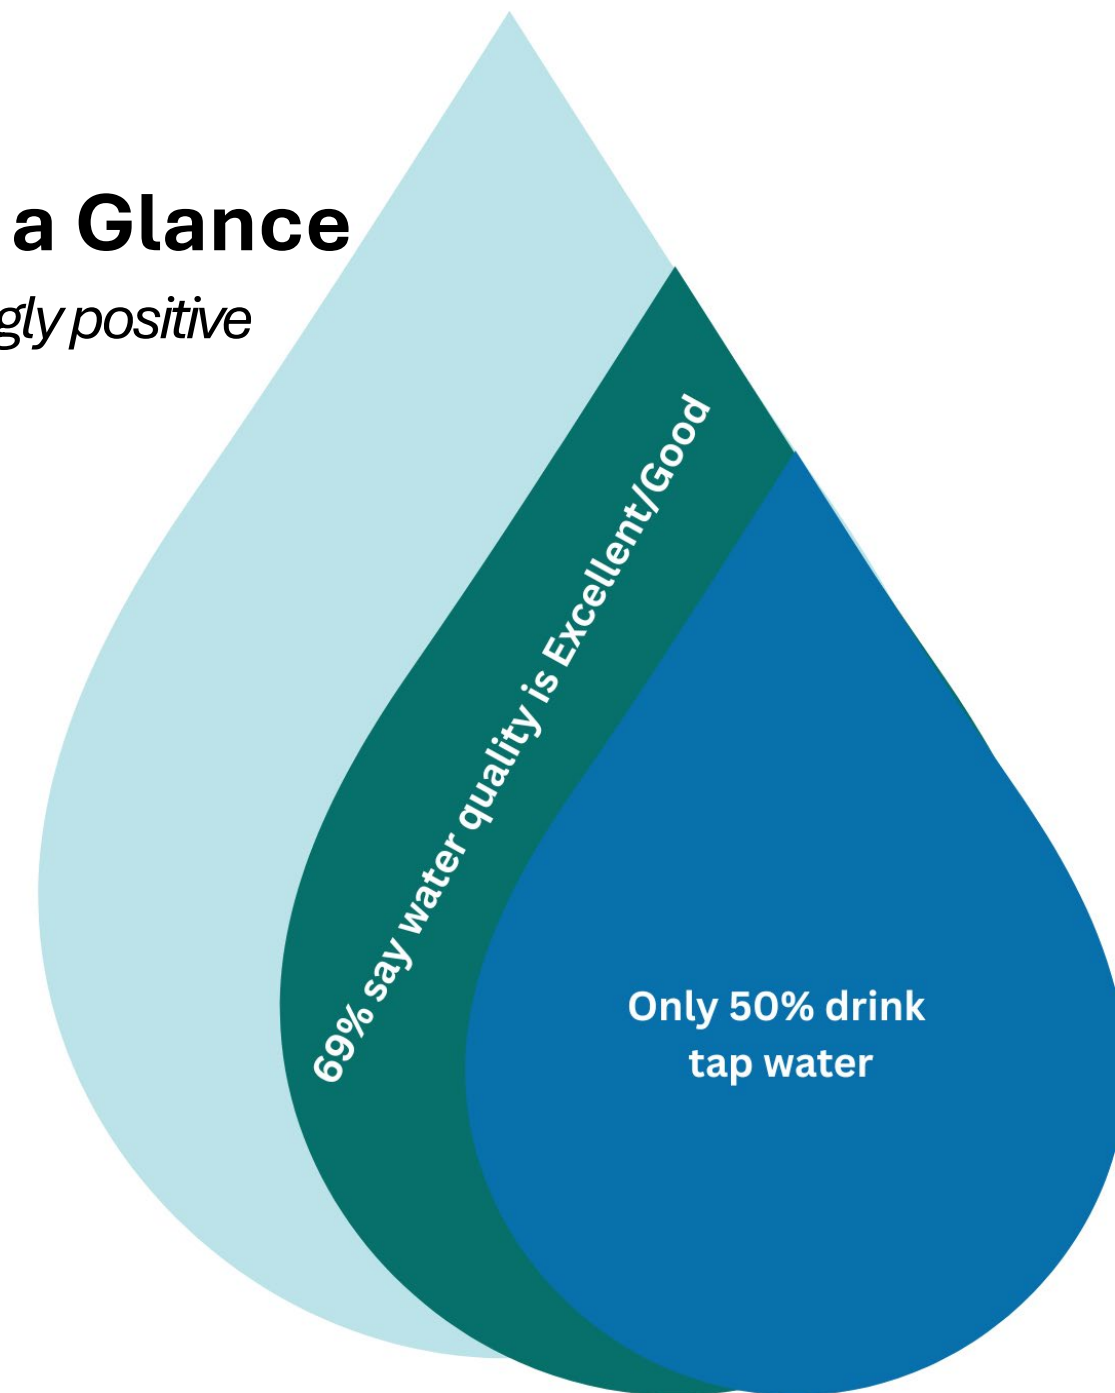 a Glance
gly positive
69% say water quality is Excellent/Good
Only 50% drink
tap water